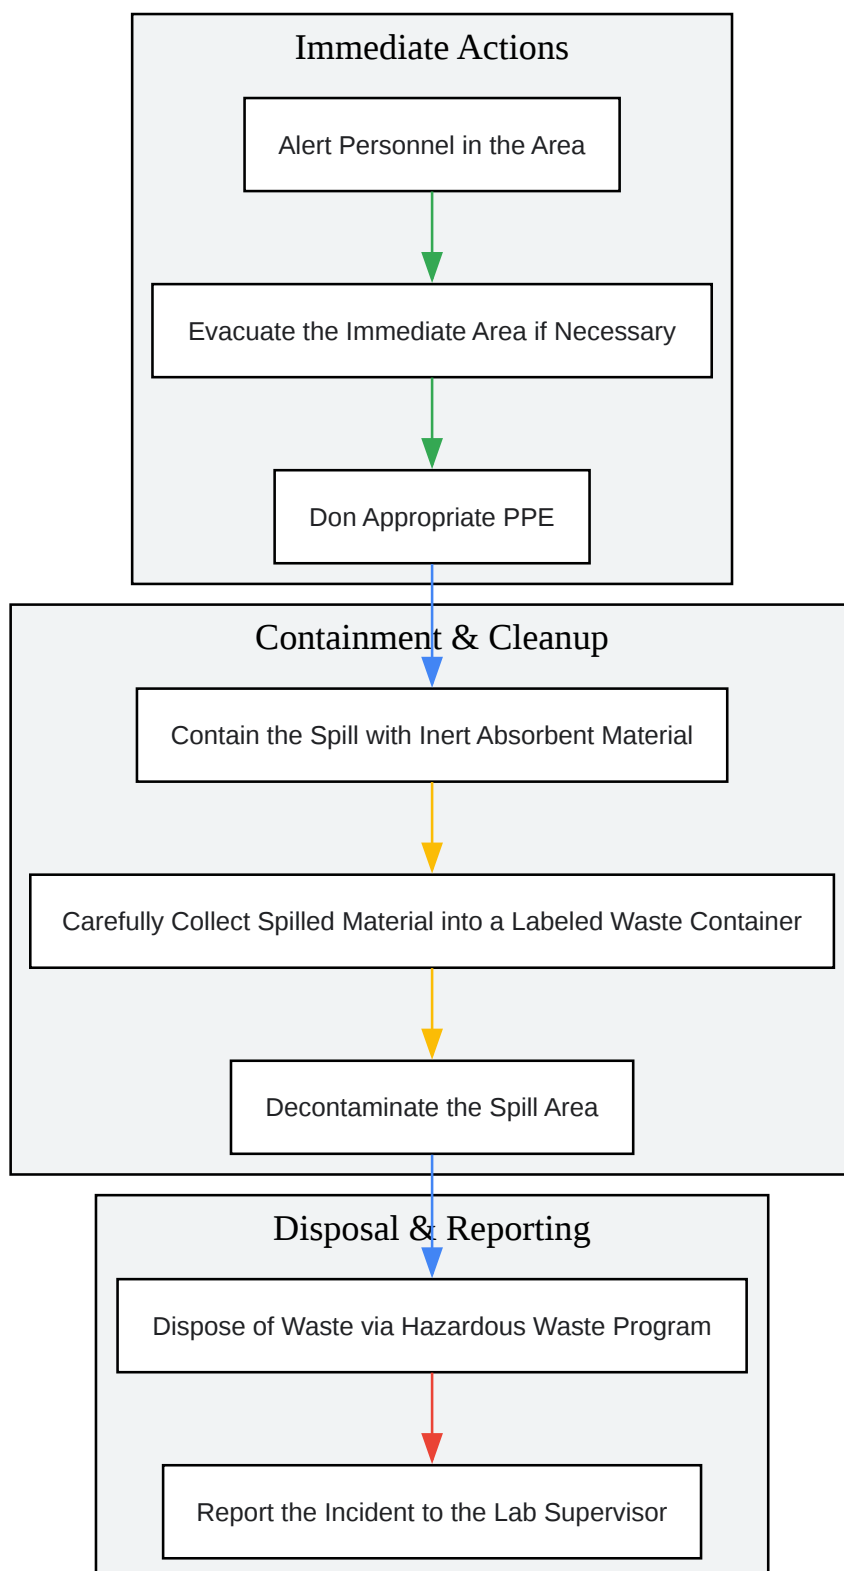 Immediate Actions
Alert Personnel in the Area
Evacuate the Immediate Area if Necessary
Don Appropriate PPE
Containment & Cleanup
Contain the Spill with Inert Absorbent Material
Carefully Collect Spilled Material into a Labeled Waste Container
Decontaminate the Spill Area
Disposal & Reporting
Dispose of Waste via Hazardous Waste Program
Report the Incident to the Lab Supervisor